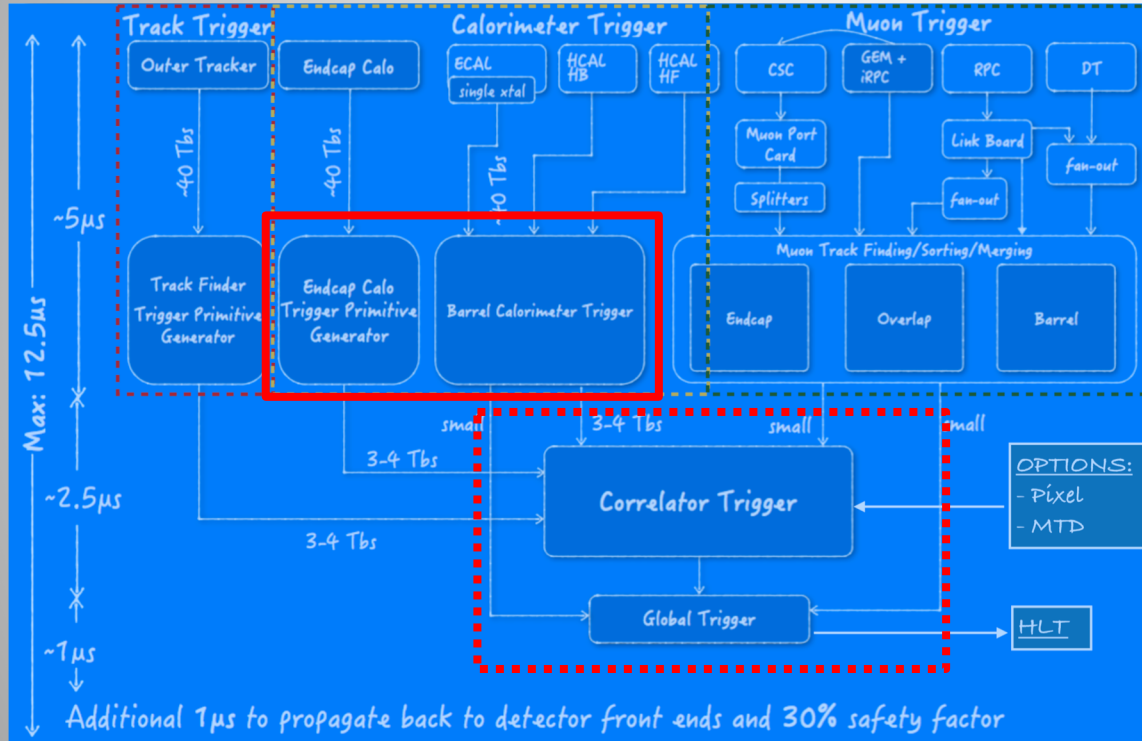 Track Trigger
Calorimeter Trigger
Muon Trigger
Outer Tracker
Endcap Calo
ECAL
single xtal
HCAL
HB
HCAL
HF
CSC
GEM +
iRPC
RPC
DT
Muon Port
Card
Splitters
Link Board
fan-out
fan-out
~40 Tbs
~40 Tbs
~40 Tbs
~5µs
Max: 12.5µs
Track Finder
Trigger Primitive
Generator
Endcap Calo
Trigger Primitive
Generator
Barrel Calorimeter Trigger
Muon Track Finding/Sorting/Merging
Endcap
Overlap
Barrel
small
3-4 Tbs
small
small
3-4 Tbs
3-4 Tbs
~2.5µs
Correlator Trigger
OPTIONS:
- Pixel
- MTD
Global Trigger
HLT
~1µs
Additional 1µs to propagate back to detector front ends and 30% safety factor